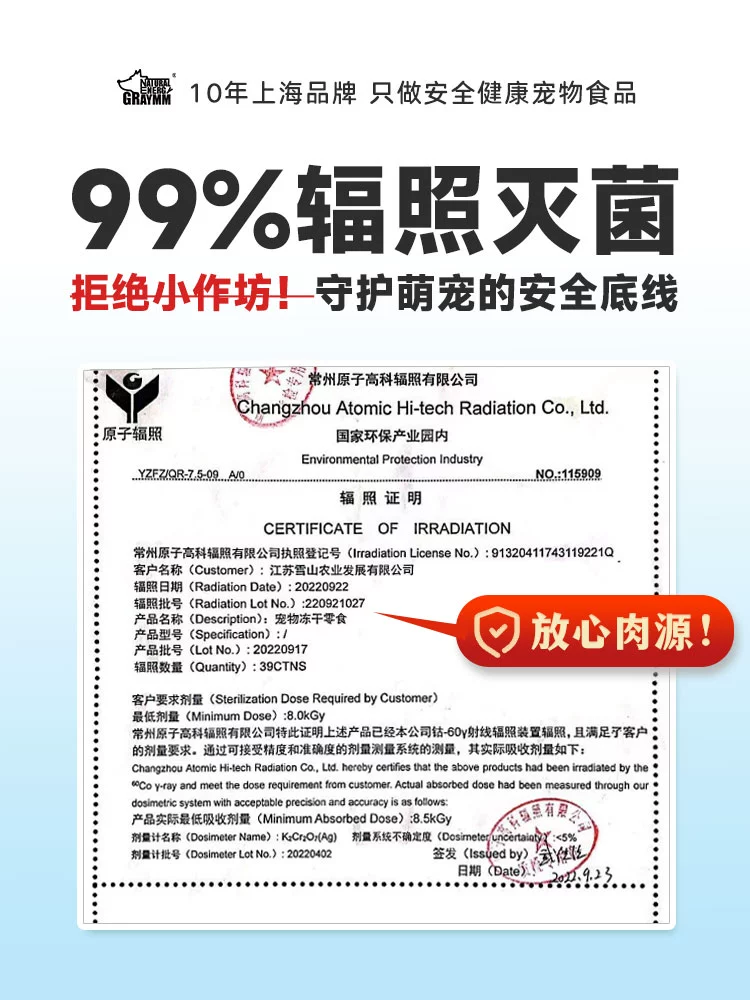 NATURAL
ENERGY
GRAYMM
®
10年上海品牌 只做安全健康宠物食品
99%辐照灭菌
拒绝小作坊! 守护萌宠的安全底线
G
原子辐照
常州原子高科辐照有限公司
Changzhou Atomic Hi-tech Radiation Co., Ltd.
国家环保产业园内
Environmental Protection Industry
YZFZ/QR-7.5-09 A/0
NO.:115909
辐照证明
CERTIFICATE OF IRRADIATION
常州原子高科辐照有限公司执照登记号（Irradiation License No.）: 91320411743119221Q
客户名称（Customer）: 江苏雪山农业发展有限公司
辐照日期（Radiation Date）: 20220922
辐照批号（Radiation Lot No.）:220921027
产品名称（Description）: 宠物冻干零食
产品型号（Specification）: /
产品批号（Lot No.）: 20220917
辐照数量（Quantity）: 39CTNS
放心肉源!
客户要求剂量（Sterilization Dose Required by Customer）
最低剂量（Minimum Dose）:8.0kGy
常州原子高科辐照有限公司特此证明上述产品已经本公司钴-60γ射线辐照装置辐照, 且满足了客户
的剂量要求。通过可接受精度和准确度的剂量测量系统的测量, 其实际吸收剂量如下:
Changzhou Atomic Hi-tech Radiation Co., Ltd. hereby certifies that the above products had been irradiated by the
⁶⁰Co γ-ray and meet the dose requirement from customer. Actual absorbed dose had been measured through our
dosimetric system with acceptable precision and accuracy is as follows:
产品实际最低吸收剂量（Minimum Absorbed Dose）:8.5kGy
剂量计名称（Dosimeter Name）: K₂Cr₂O₇(Ag) 剂量系统不确定度（Dosimeter uncertainty）:<5%
剂量计批号（Dosimeter Lot No.）: 20220402
签发（Issued by）
日期（Date）: 2022.9.23